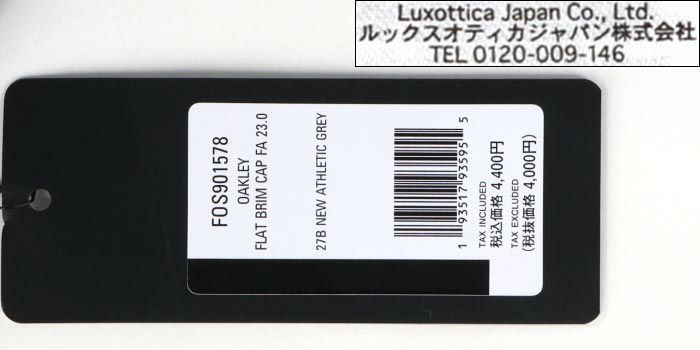 Luxottica Japan Co., Ltd.
ルックスオティカジャパン株式会社
TEL 0120-009-146
FOS901578
OAKLEY
FLAT BRIM CAP FA 23.0
27B NEW ATHLETIC GREY
1 93517 93595 5
TAX INCLUDED
税込価格 4,400円
TAX EXCLUDED
(税抜価格 4,000円)